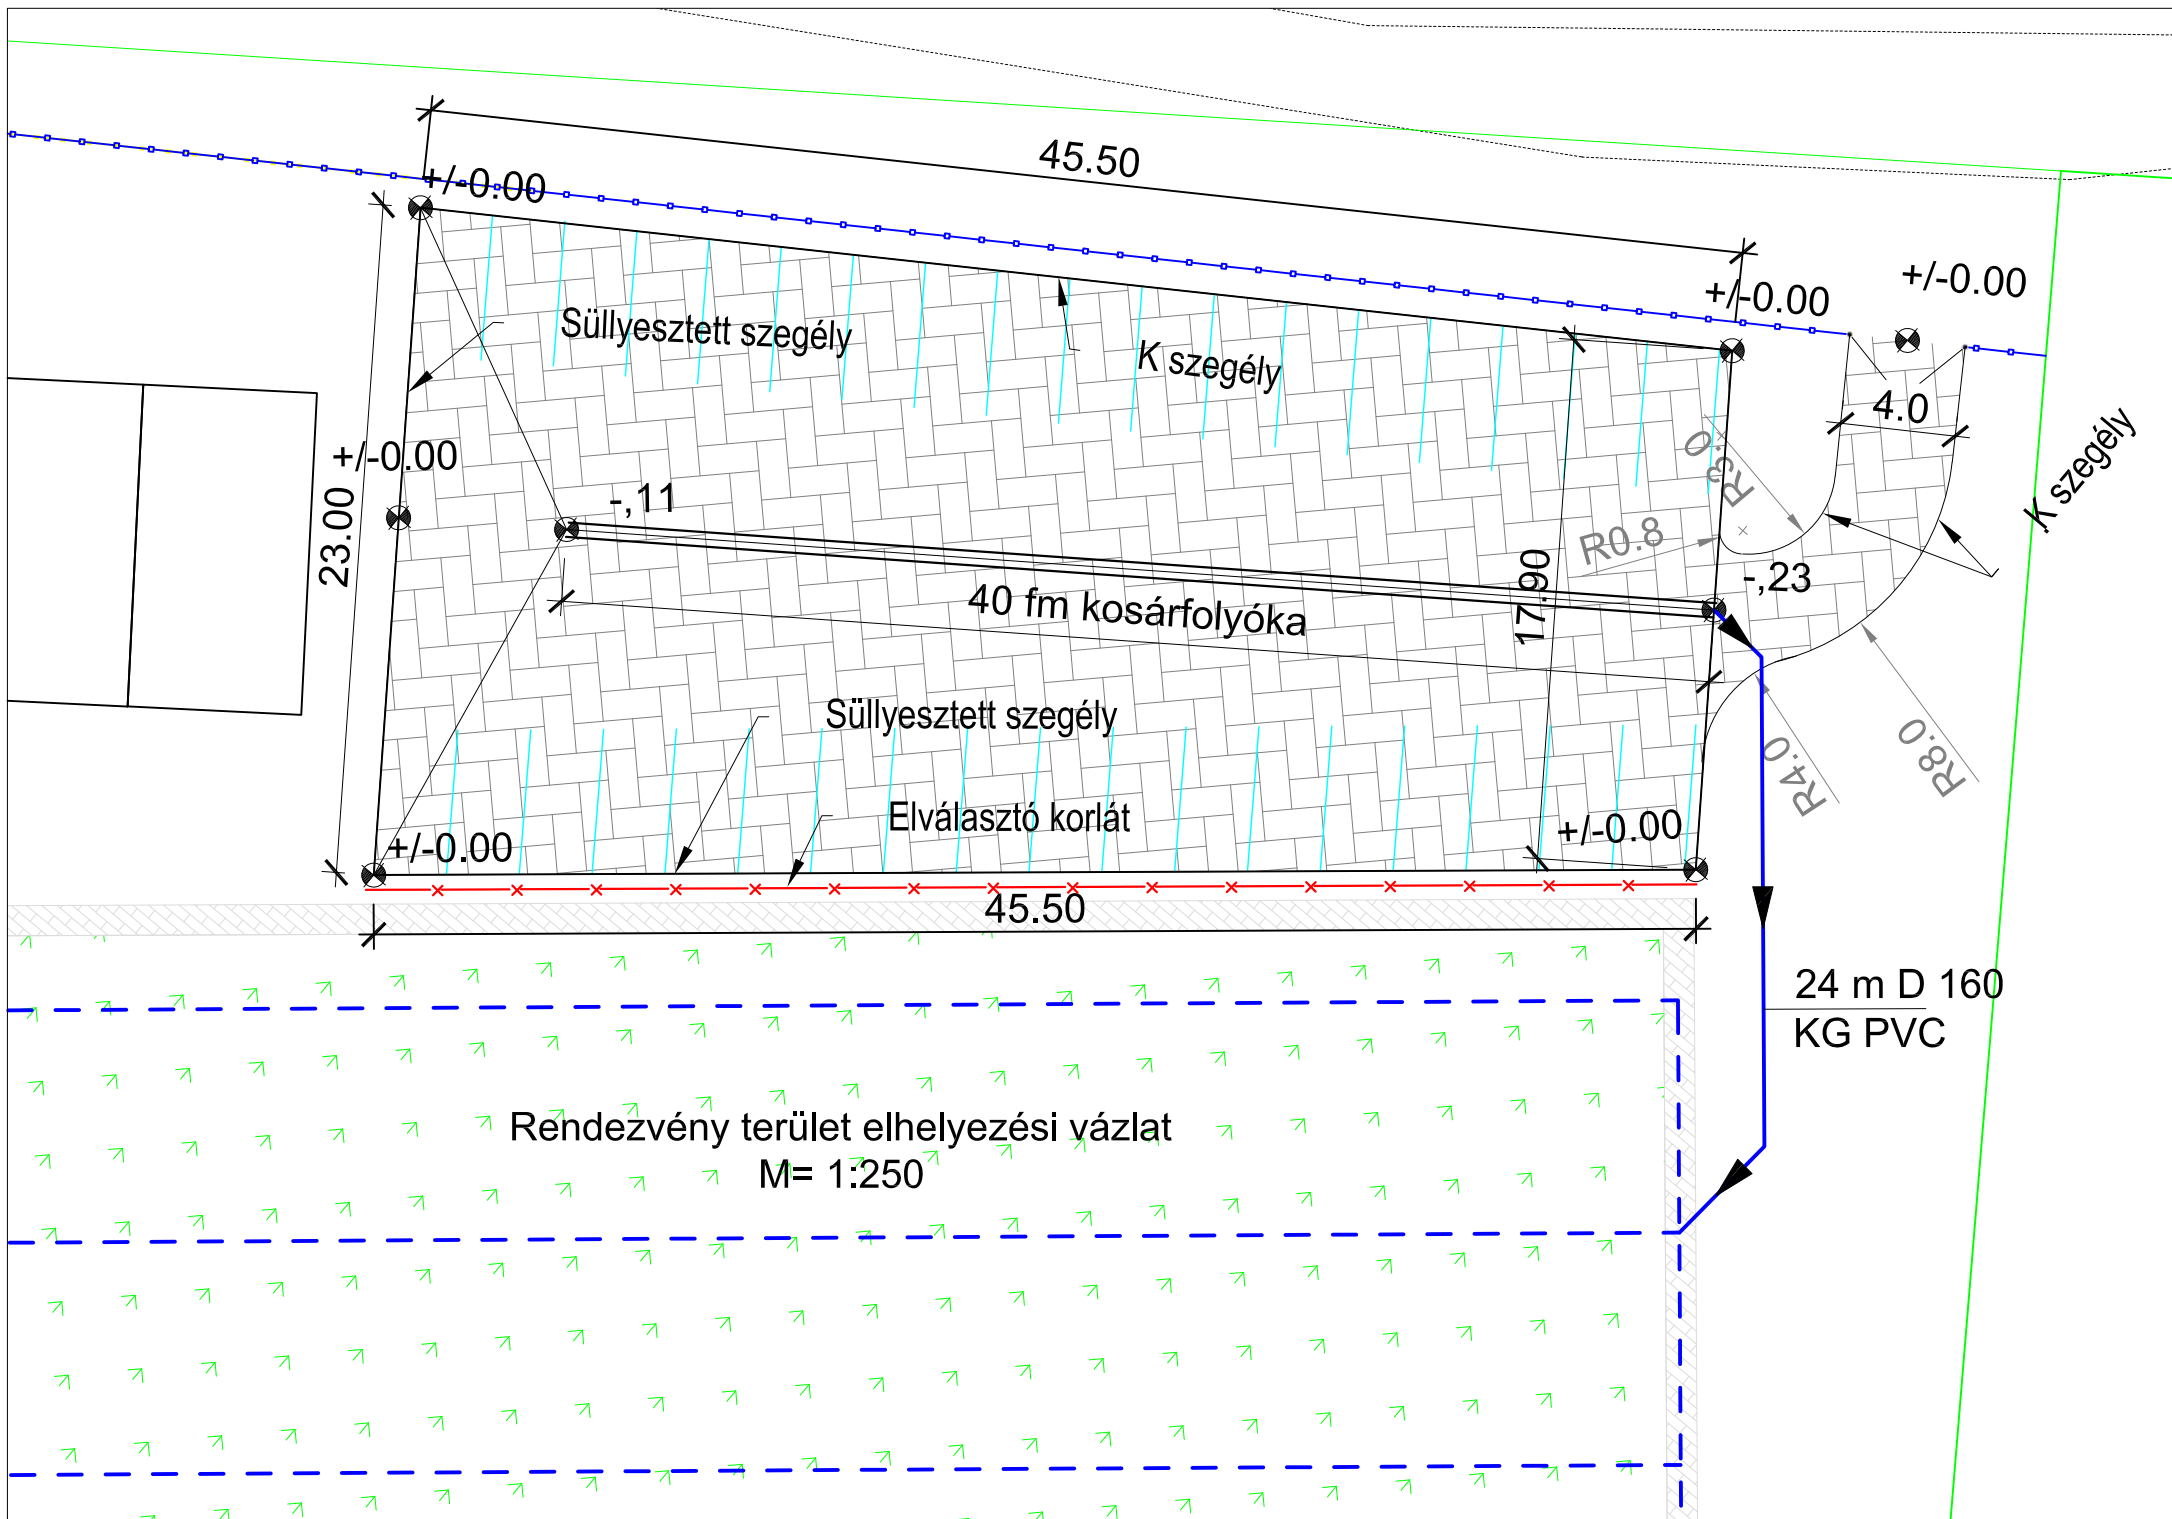 45.50
+/-0.00
+/-0.00
+/-0.00
Süllyesztett szegély
K szegély
4.0
K szegély
+/-0.00
R3.0
23.00
-,11
R0.8
17.90
-,23
40 fm kosárfolyóka
Süllyesztett szegély
R4.0
R8.0
Elválasztó korlát
+/-0.00
+/-0.00
45.50
24 m D 160
KG PVC
Rendezvény terület elhelyezési vázlat
M= 1:250